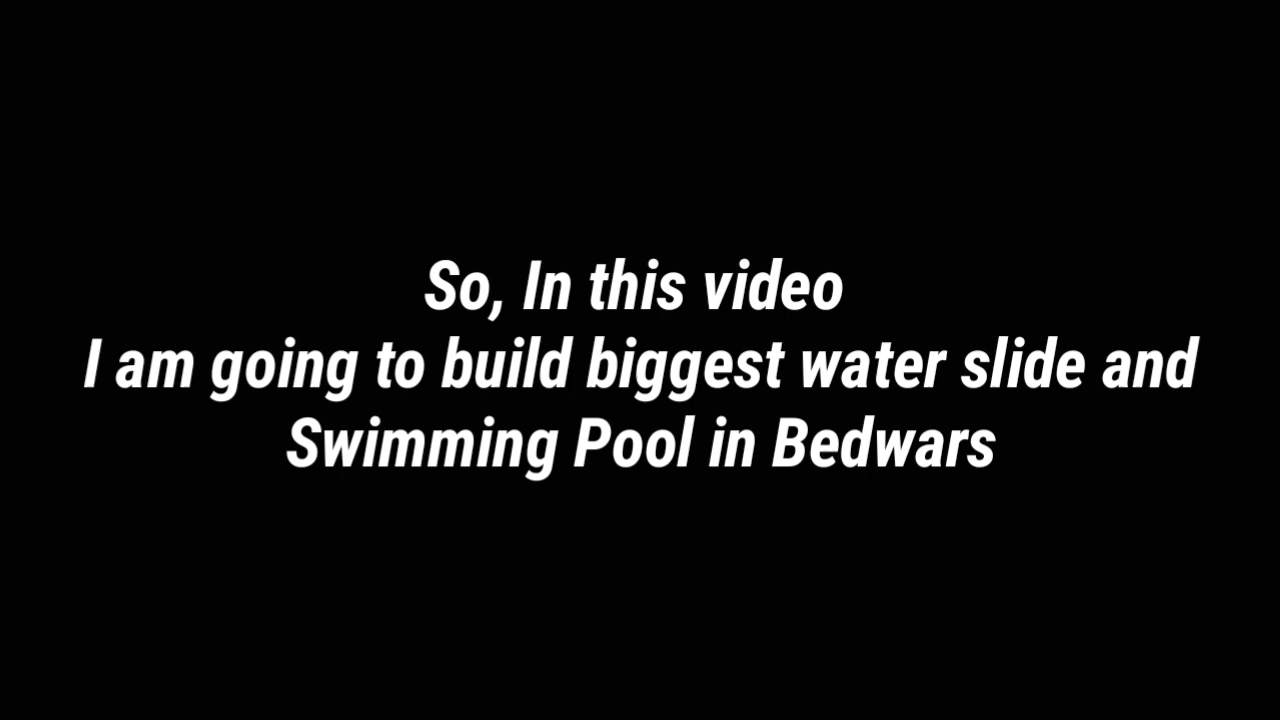 So, In this video
I am going to build biggest water slide and
Swimming Pool in Bedwars